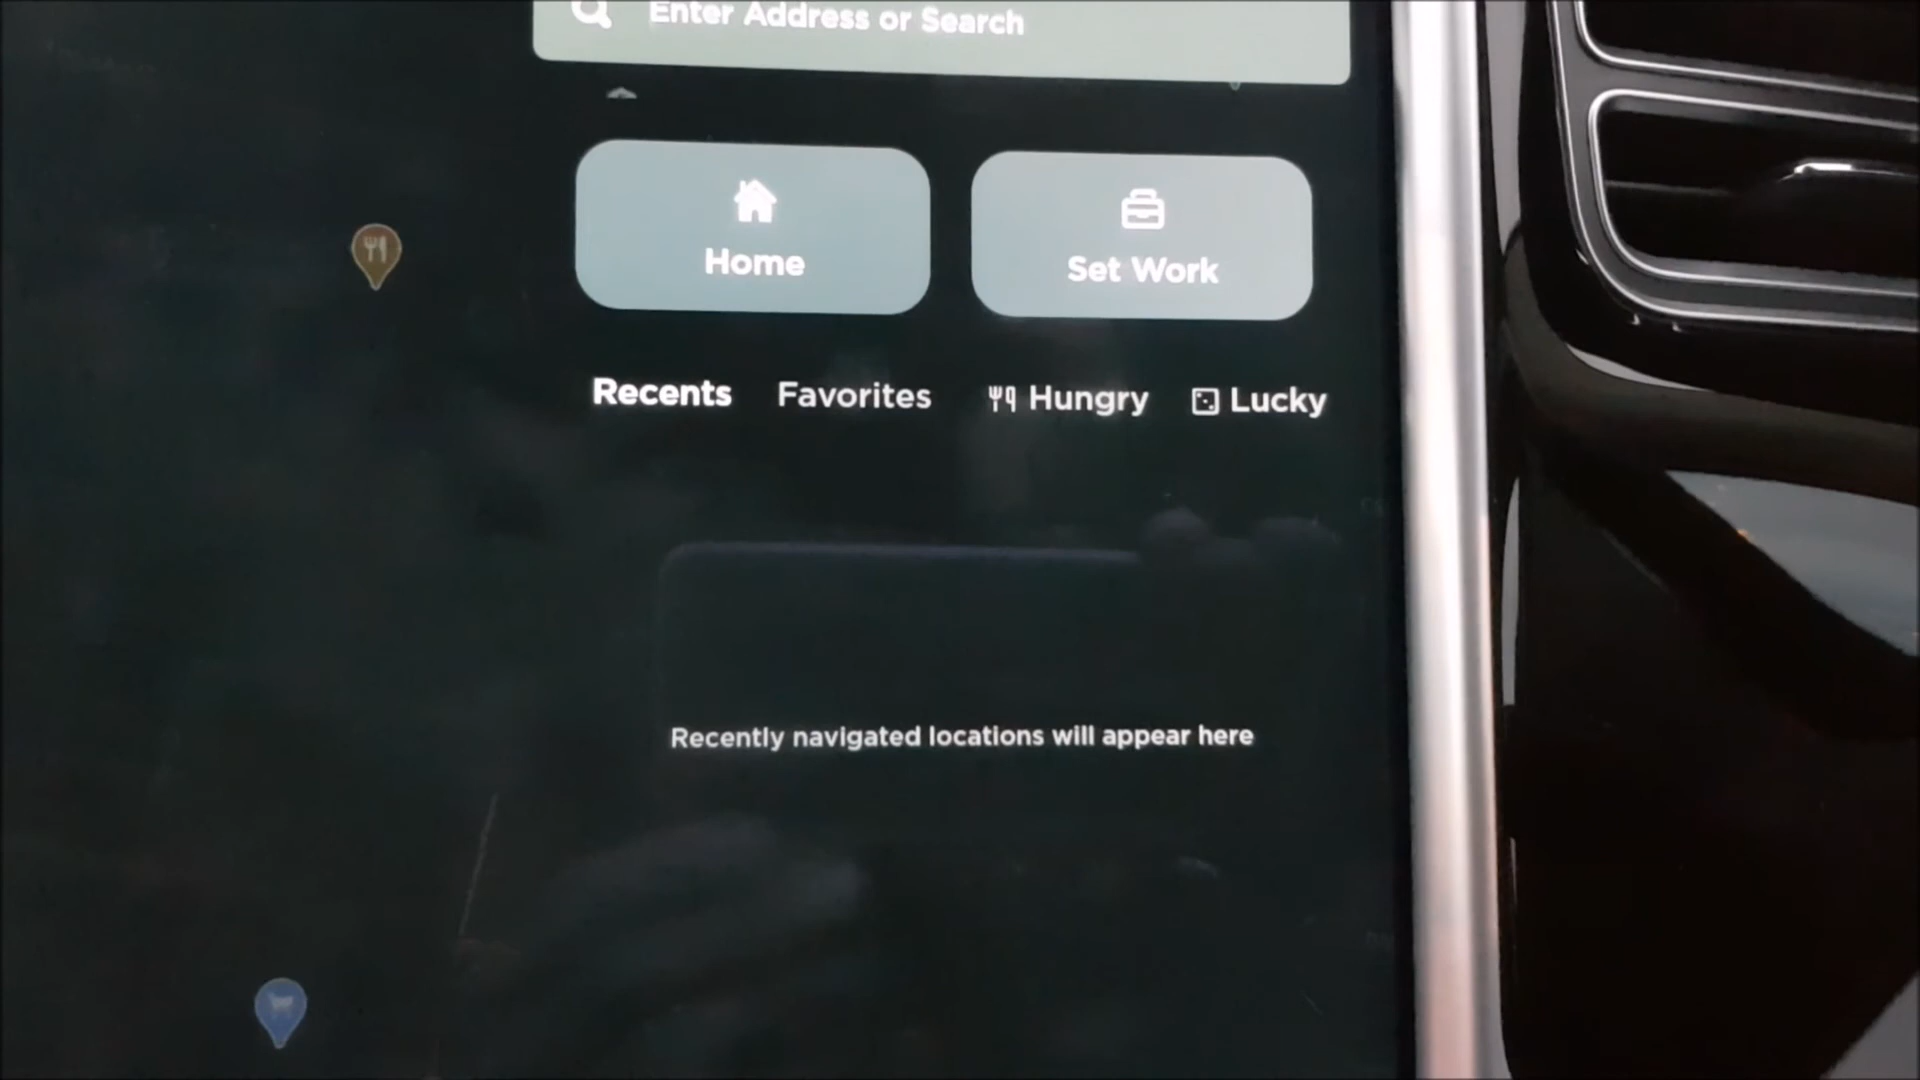 Enter Address or Search
Home
Set Work
Recents Favorites Hungry Lucky
Recently navigated locations will appear here